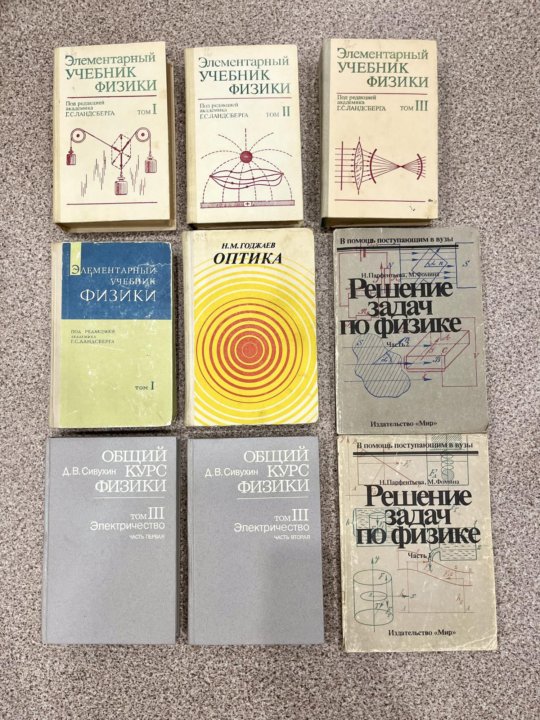 Элементарный
УЧЕБНИК
ФИЗИКИ
Под редакцией
академика
Г.С.ЛАНДСБЕРГА
ТОМ I
Элементарный
УЧЕБНИК
ФИЗИКИ
Под редакцией
академика
Г.С.ЛАНДСБЕРГА
ТОМ II
Элементарный
УЧЕБНИК
ФИЗИКИ
Под редакцией
академика
Г.С.ЛАНДСБЕРГА
ТОМ III
ЭЛЕМЕНТАРНЫЙ
УЧЕБНИК
ФИЗИКИ
ПОД РЕДАКЦИЕЙ
АКАДЕМИКА
Г.С.ЛАНДСБЕРГА
ТОМ I
Н.М.ГОДЖАЕВ
ОПТИКА
В помощь поступающим в вузы
Н.Парфентьева, М.Фомина
Решение
задач
по физике
Часть
Издательство «Мир»
ОБЩИЙ
Д.В.Сивухин КУРС
ФИЗИКИ
ТОМ III
Электричество
ЧАСТЬ ПЕРВАЯ
ОБЩИЙ
Д.В.Сивухин КУРС
ФИЗИКИ
ТОМ III
Электричество
ЧАСТЬ ВТОРАЯ
В помощь поступающим в вузы
Н.Парфентьева, М.Фомина
Решение
задач
по физике
Часть
Издательство «Мир»